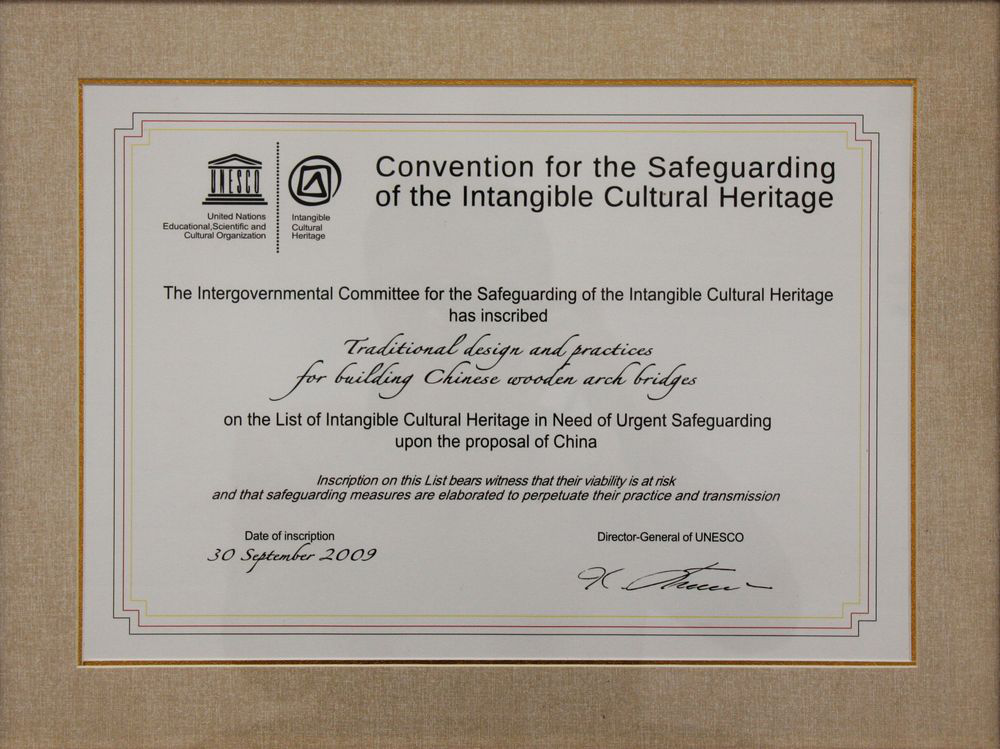 UNESCO
United Nations
Educational, Scientific and
Cultural Organization
Intangible
Cultural
Heritage
Convention for the Safeguarding
of the Intangible Cultural Heritage
The Intergovernmental Committee for the Safeguarding of the Intangible Cultural Heritage
has inscribed
Traditional design and practices
for building Chinese wooden arch bridges
on the List of Intangible Cultural Heritage in Need of Urgent Safeguarding
upon the proposal of China
Inscription on this List bears witness that their viability is at risk
and that safeguarding measures are elaborated to perpetuate their practice and transmission
Date of inscription
30 September 2009
Director-General of UNESCO